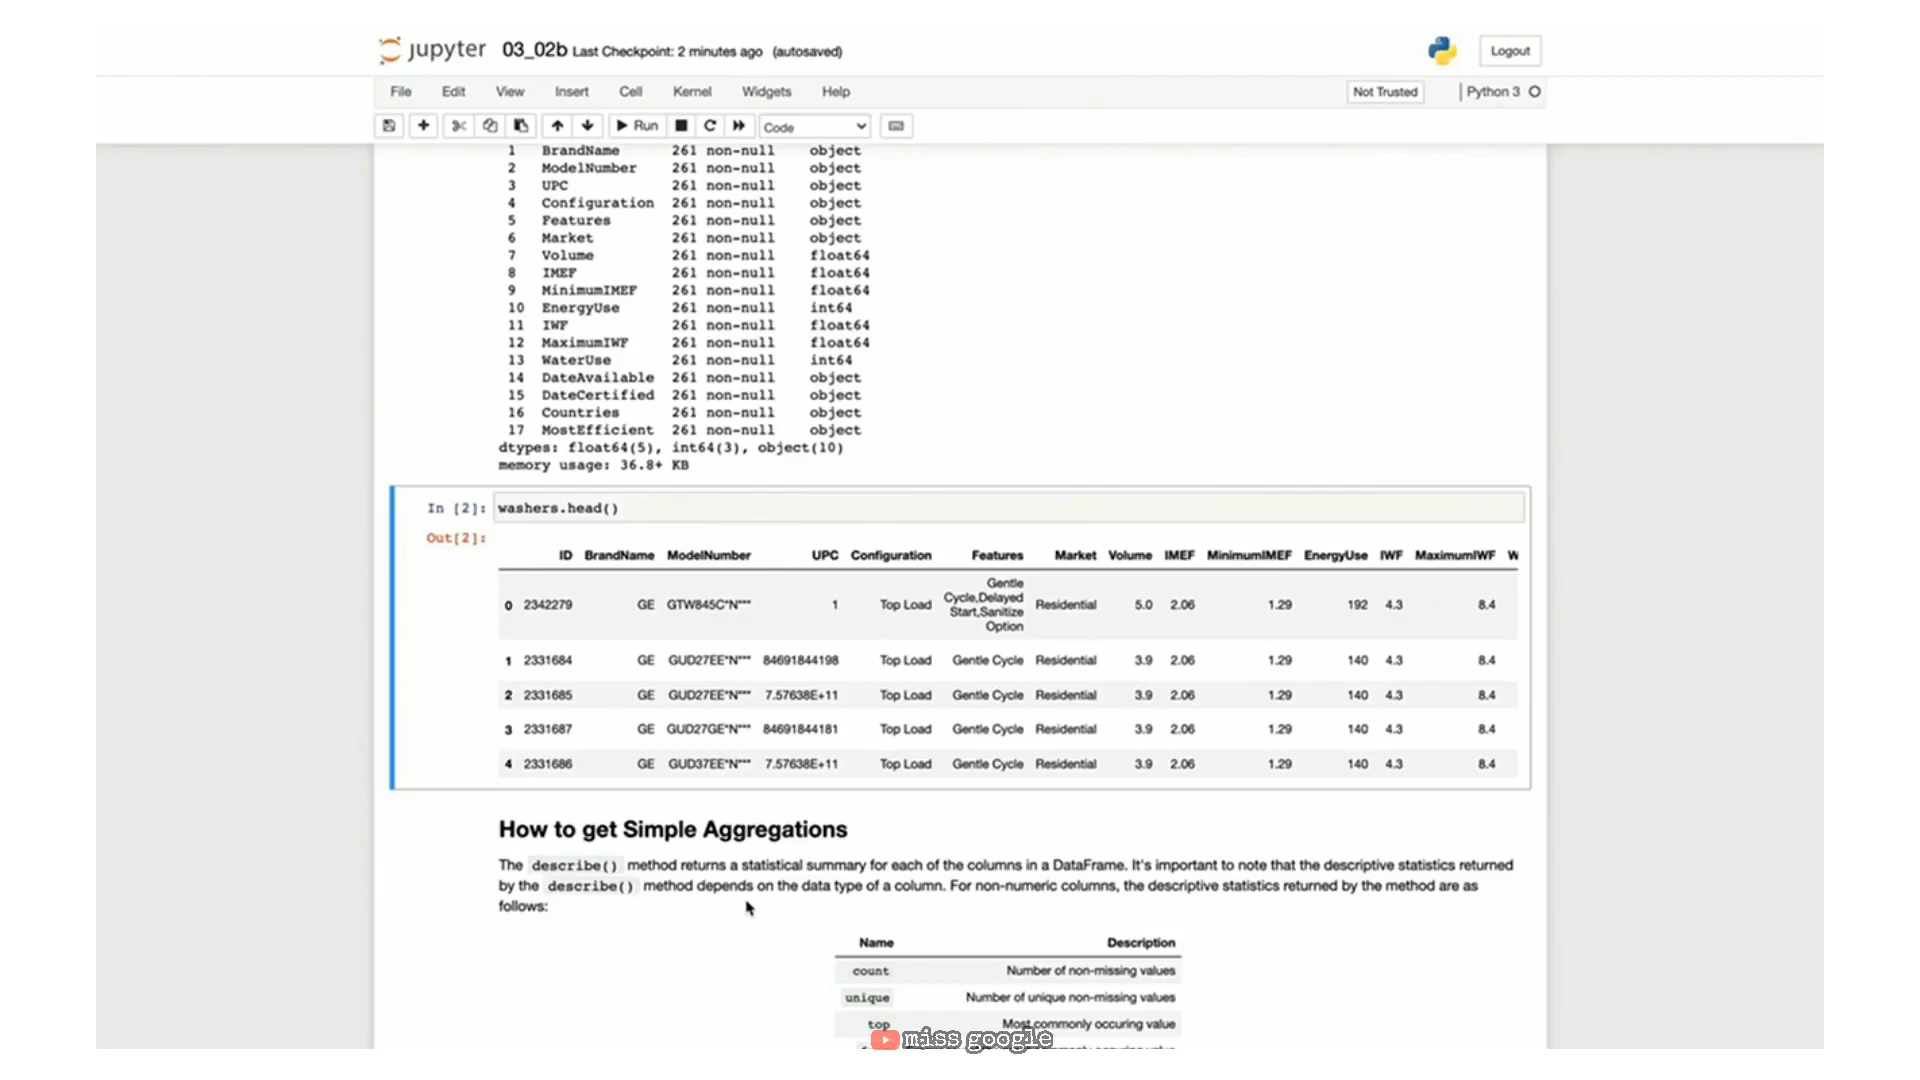 jupyter 03_02b Last Checkpoint: 2 minutes ago (autosaved) Logout
File Edit View Insert Cell Kernel Widgets Help Not Trusted Python 3
Run Code
1 BrandName 261 non-null object
2 ModelNumber 261 non-null object
3 UPC 261 non-null object
4 Configuration 261 non-null object
5 Features 261 non-null object
6 Market 261 non-null object
7 Volume 261 non-null float64
8 IMEF 261 non-null float64
9 MinimumIMEF 261 non-null float64
10 EnergyUse 261 non-null int64
11 IWF 261 non-null float64
12 MaximumIWF 261 non-null float64
13 WaterUse 261 non-null int64
14 DateAvailable 261 non-null object
15 DateCertified 261 non-null object
16 Countries 261 non-null object
17 MostEfficient 261 non-null object
dtypes: float64(5), int64(3), object(10)
memory usage: 36.8+ KB
In [2]: washers.head()
Out[2]:
ID BrandName ModelNumber UPC Configuration Features Market Volume IMEF MinimumIMEF EnergyUse IWF MaximumIWF W
Gentle
Cycle,Delayed
0 2342279 GE GTW845C*N*** 1 Top Load Start,Sanitize Residential 5.0 2.06 1.29 192 4.3 8.4
Option
1 2331684 GE GUD27EE*N*** 84691844198 Top Load Gentle Cycle Residential 3.9 2.06 1.29 140 4.3 8.4
2 2331685 GE GUD27EE*N*** 7.57638E+11 Top Load Gentle Cycle Residential 3.9 2.06 1.29 140 4.3 8.4
3 2331687 GE GUD27GE*N*** 84691844181 Top Load Gentle Cycle Residential 3.9 2.06 1.29 140 4.3 8.4
4 2331686 GE GUD37EE*N*** 7.57638E+11 Top Load Gentle Cycle Residential 3.9 2.06 1.29 140 4.3 8.4
How to get Simple Aggregations
The describe() method returns a statistical summary for each of the columns in a DataFrame. It's important to note that the descriptive statistics returned
by the describe() method depends on the data type of a column. For non-numeric columns, the descriptive statistics returned by the method are as
follows:
Name Description
count Number of non-missing values
unique Number of unique non-missing values
top Most commonly occuring value
miss google